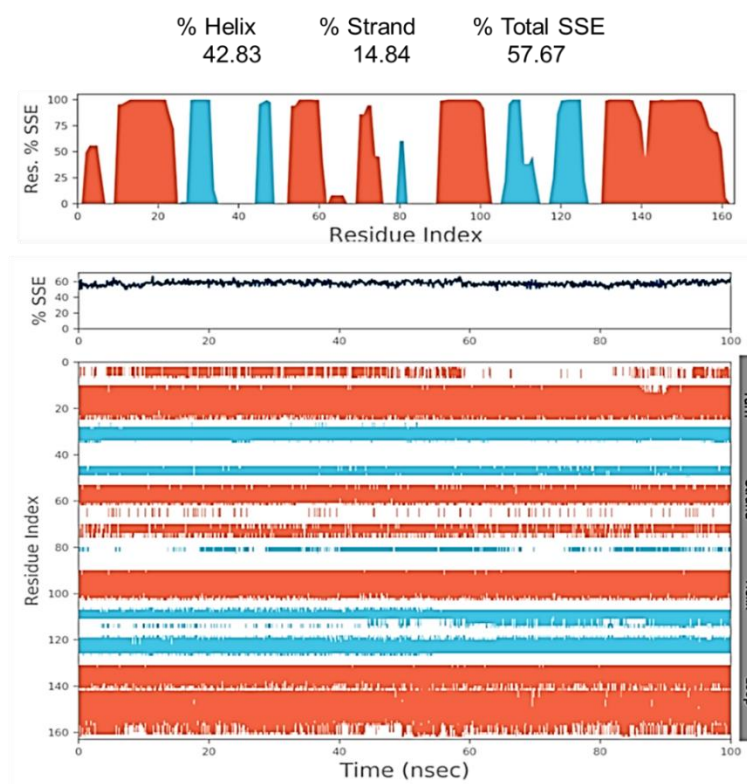 % Helix % Strand % Total SSE
42.83 14.84 57.67
Res. % SSE
100
75
50
25
0
0 20 40 60 80 100 120 140 160
Residue Index
% SSE
60
40
20
0
0 20 40 60 80 100
Residue Index
0
20
40
60
80
100
120
140
160
0 20 40 60 80 100
Time (nsec)